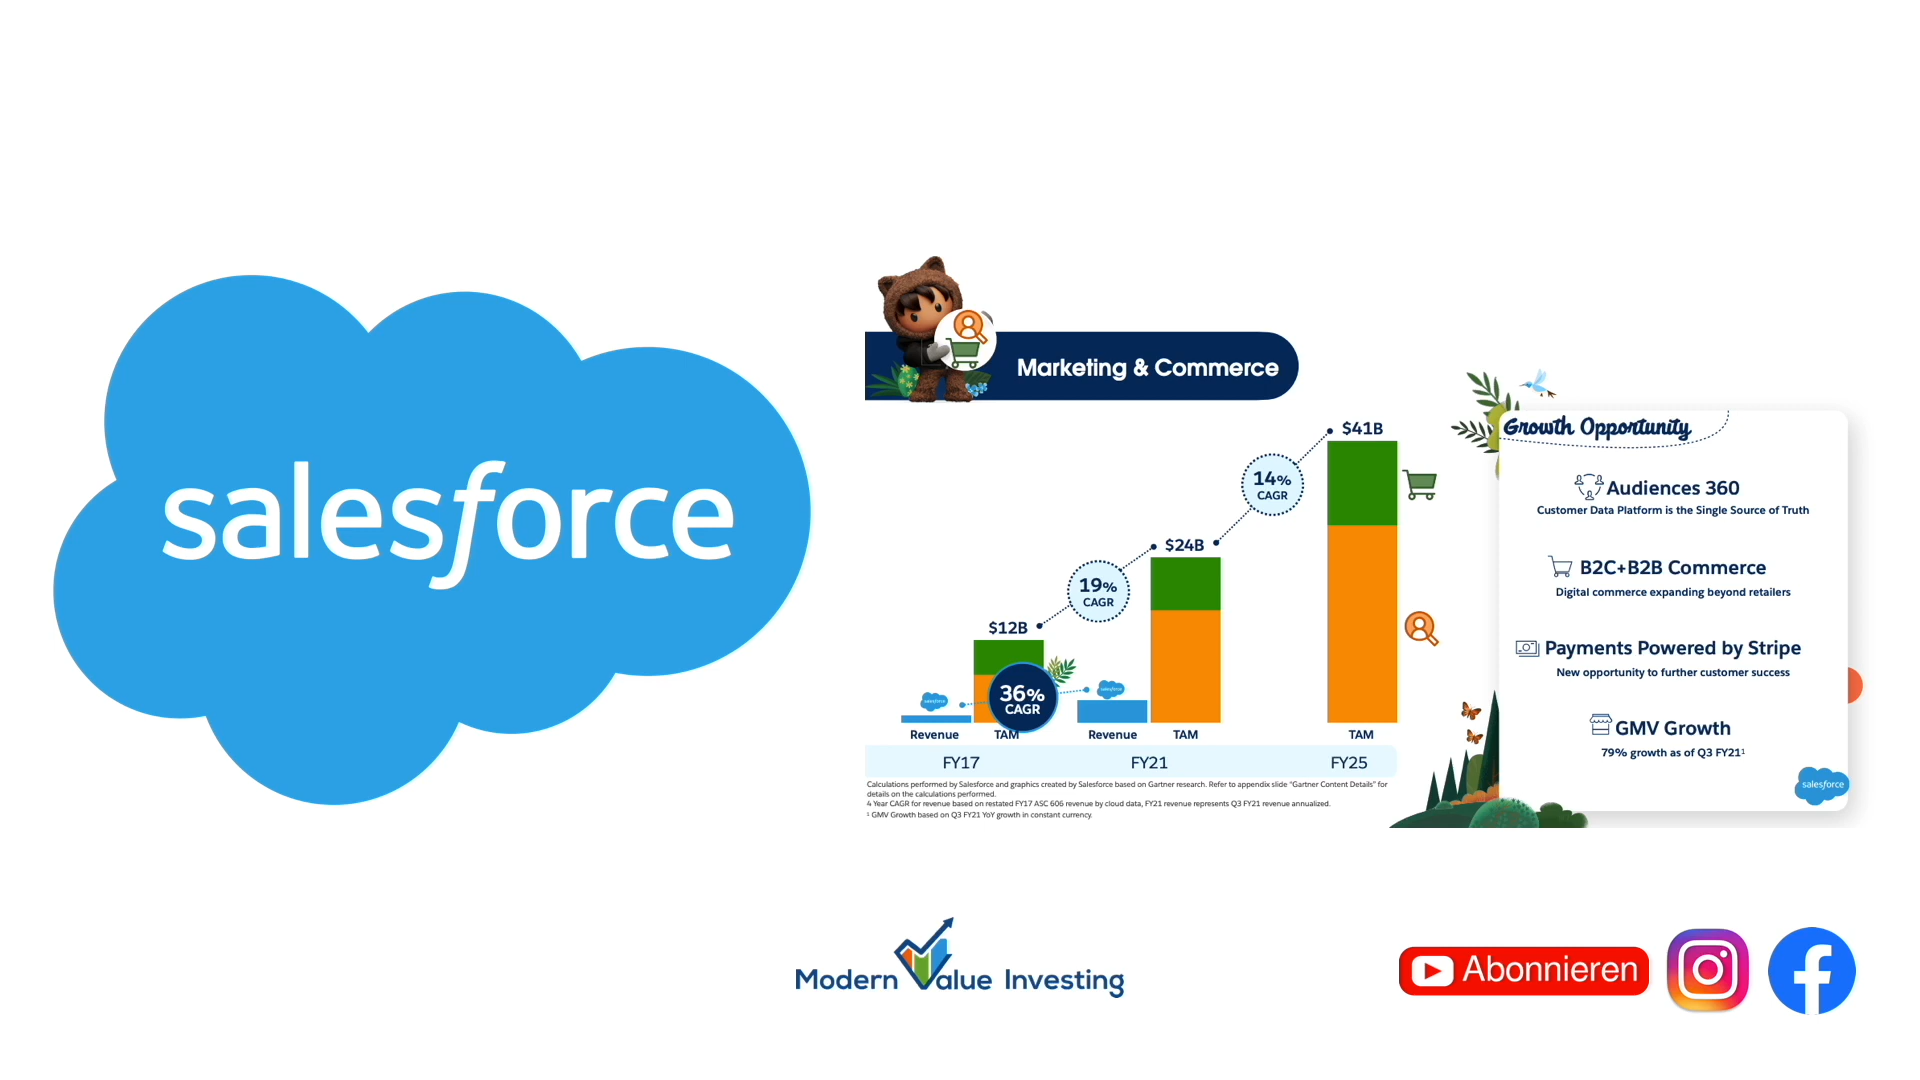 salesforce
Marketing & Commerce
$41B
14%
CAGR
$24B
19%
CAGR
$12B
36%
CAGR
salesforce
salesforce
Revenue
TAM
Revenue
TAM
TAM
FY17
FY21
FY25
Calculations performed by Salesforce and graphics created by Salesforce based on Gartner research. Refer to appendix slide "Gartner Content Details" for
details on the calculations performed.
4 Year CAGR for revenue based on restated FY17 ASC 606 revenue by cloud data, FY21 revenue represents Q3 FY21 revenue annualized.
¹ GMV Growth based on Q3 FY21 YoY growth in constant currency.
Growth Opportunity
Audiences 360
Customer Data Platform is the Single Source of Truth
B2C+B2B Commerce
Digital commerce expanding beyond retailers
Payments Powered by Stripe
New opportunity to further customer success
GMV Growth
79% growth as of Q3 FY21¹
salesforce
Modern Value Investing
Abonnieren